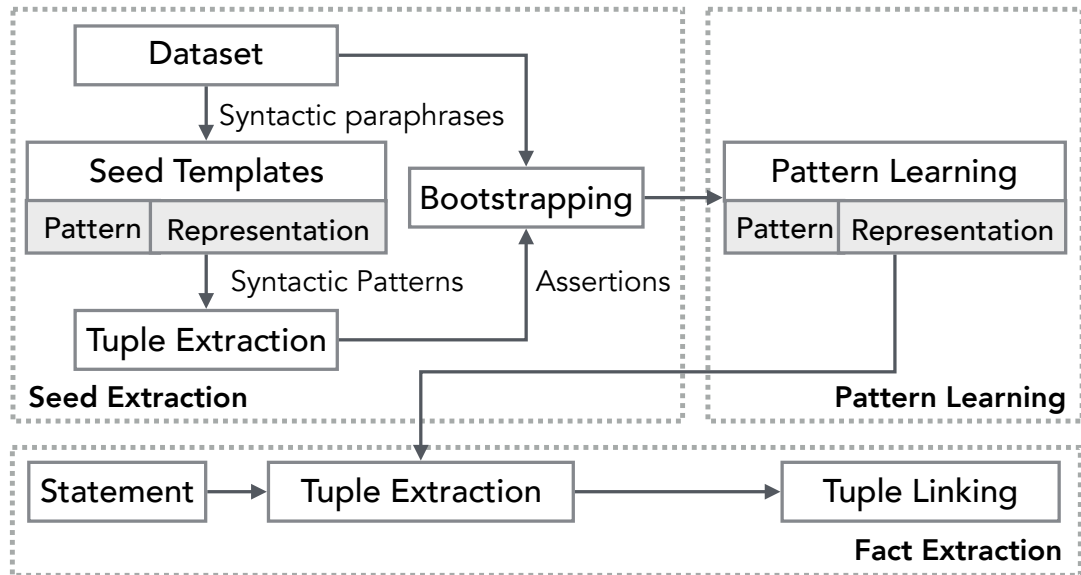 Dataset
Syntactic paraphrases
Seed Templates
Pattern
Representation
Syntactic Patterns
Tuple Extraction
Bootstrapping
Assertions
Seed Extraction
Pattern Learning
Pattern
Representation
Pattern Learning
Statement
Tuple Extraction
Tuple Linking
Fact Extraction